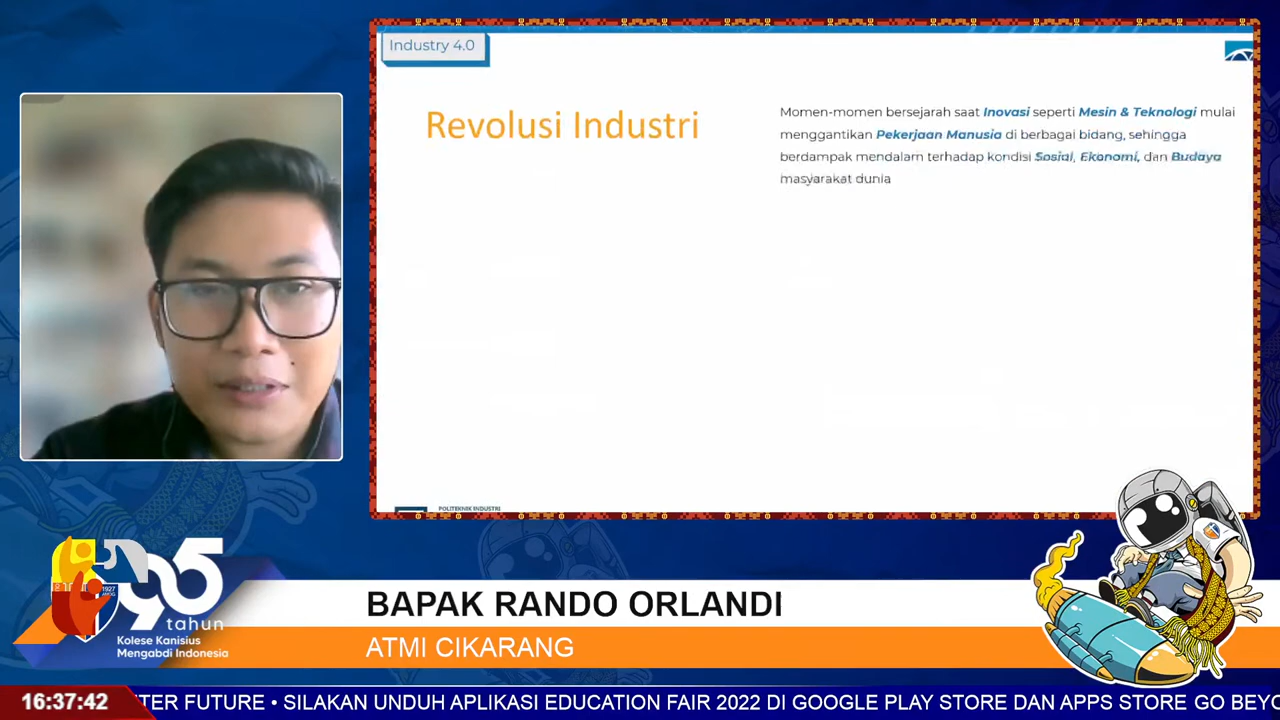 Industry 4.0
Revolusi Industri
Momen-momen bersejarah saat Inovasi seperti Mesin & Teknologi mulai
menggantikan Pekerjaan Manusia di berbagai bidang, sehingga
berdampak mendalam terhadap kondisi Sosial, Ekonomi, dan Budaya
masyarakat dunia
POLITEKNIK INDUSTRI
1927
95
tahun
Kolese Kanisius
Mengabdi Indonesia
BAPAK RANDO ORLANDI
ATMI CIKARANG
16:37:42
TER FUTURE • SILAKAN UNDUH APLIKASI EDUCATION FAIR 2022 DI GOOGLE PLAY STORE DAN APPS STORE GO BEYO